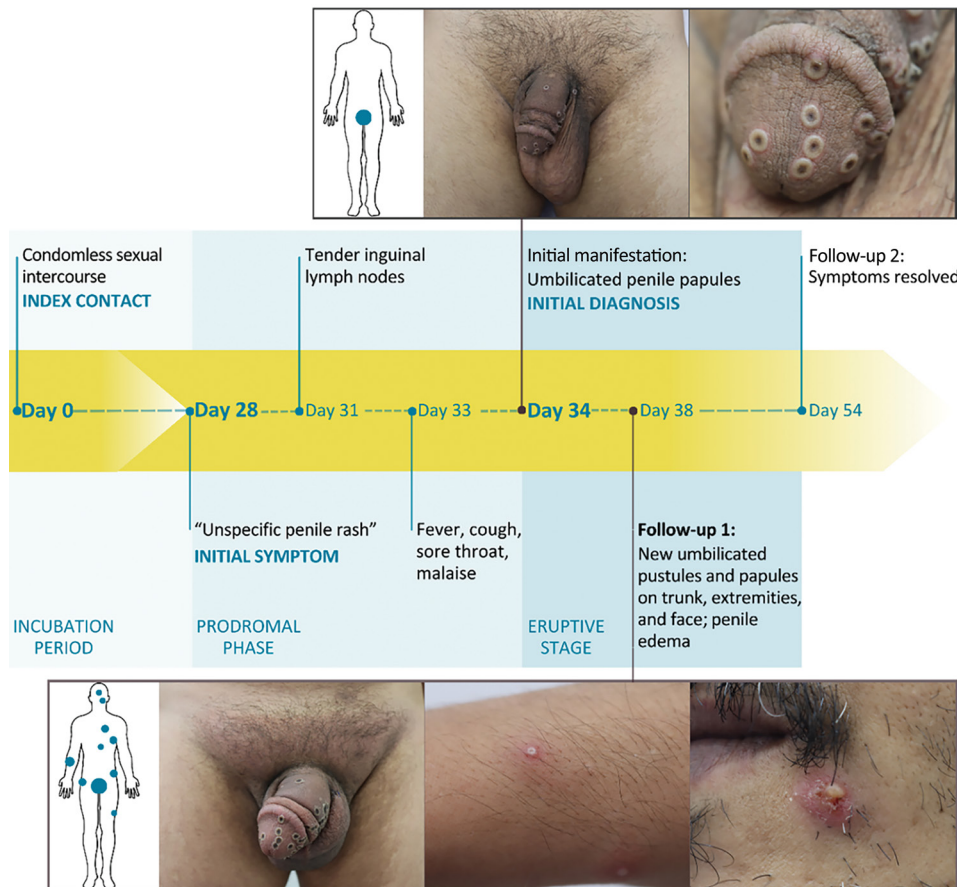 Condomless sexual
intercourse
INDEX CONTACT
Tender inguinal
lymph nodes
Initial manifestation:
Umbilicated penile papules
INITIAL DIAGNOSIS
Follow-up 2:
Symptoms resolved
Day 0
Day 28
Day 31
Day 33
Day 34
Day 38
Day 54
“Unspecific penile rash”
INITIAL SYMPTOM
Fever, cough,
sore throat,
malaise
Follow-up 1:
New umbilicated
pustules and papules
on trunk, extremities,
and face; penile
edema
INCUBATION
PERIOD
PRODROMAL
PHASE
ERUPTIVE
STAGE